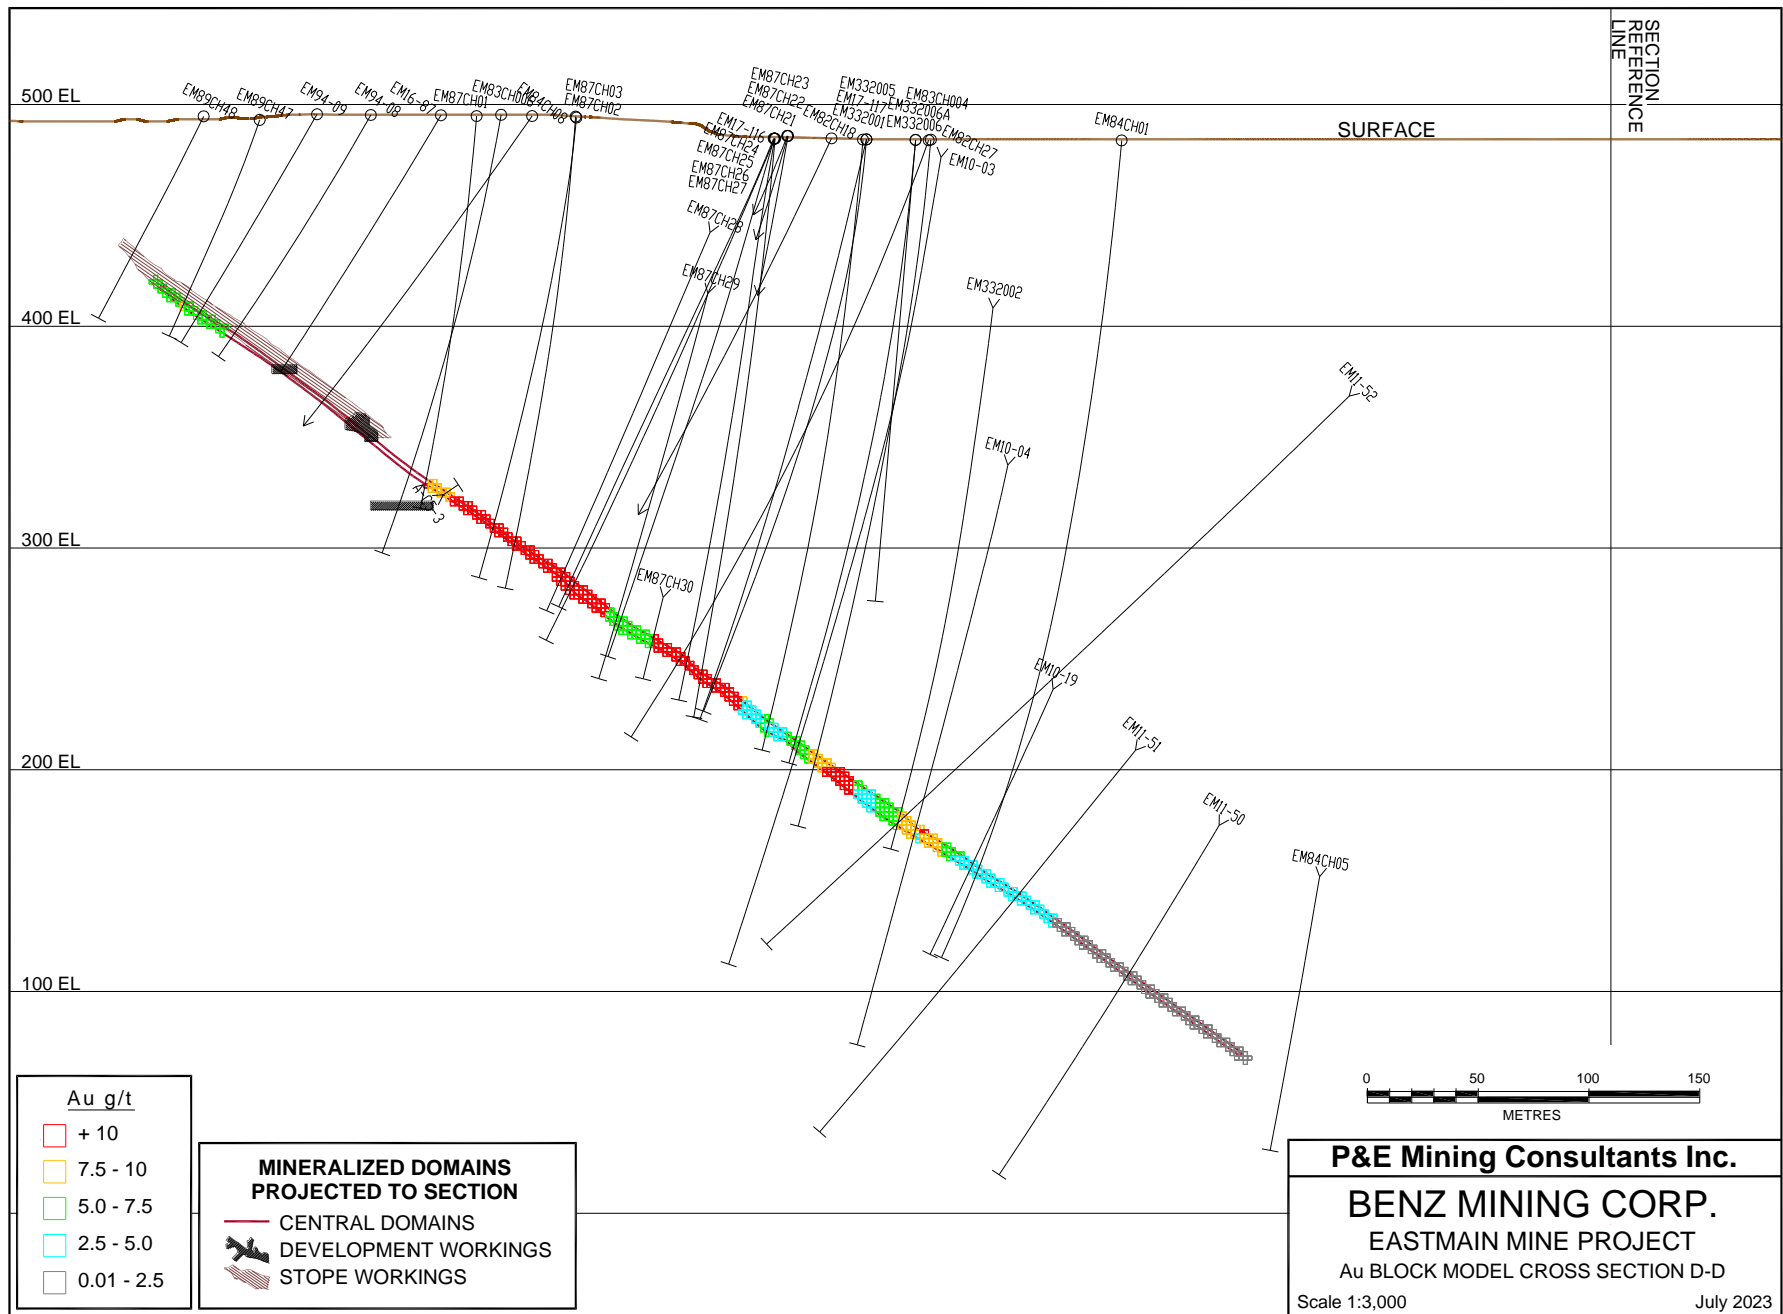 SECTION
REFERENCE
LINE
500 EL
EM89CH48
EM89CH47
EM94-09
EM94-08
EM16-87
EM87CH01
EM84CH08
EM87CH03
EM87CH02
EM87CH23
EM87CH22
EM87CH21
EM17-116
EM87CH24
EM87CH25
EM87CH26
EM87CH27
EM87CH28
EM87CH29
EM332005
EM17-117
EM332001
EM82CH18
EM83CH004
EM332006A
EM332006
EM82CH27
EM10-03
EM84CH01
SURFACE
400 EL
EM332002
EM11-52
EM10-04
300 EL
EM87CH30
EM10-19
200 EL
EM11-51
EM11-50
EM84CH05
100 EL
0 50 100 150
METRES
Au g/t
+ 10
7.5 - 10
5.0 - 7.5
2.5 - 5.0
0.01 - 2.5
MINERALIZED DOMAINS
PROJECTED TO SECTION
CENTRAL DOMAINS
DEVELOPMENT WORKINGS
STOPE WORKINGS
P&E Mining Consultants Inc.
BENZ MINING CORP.
EASTMAIN MINE PROJECT
Au BLOCK MODEL CROSS SECTION D-D
Scale 1:3,000 July 2023